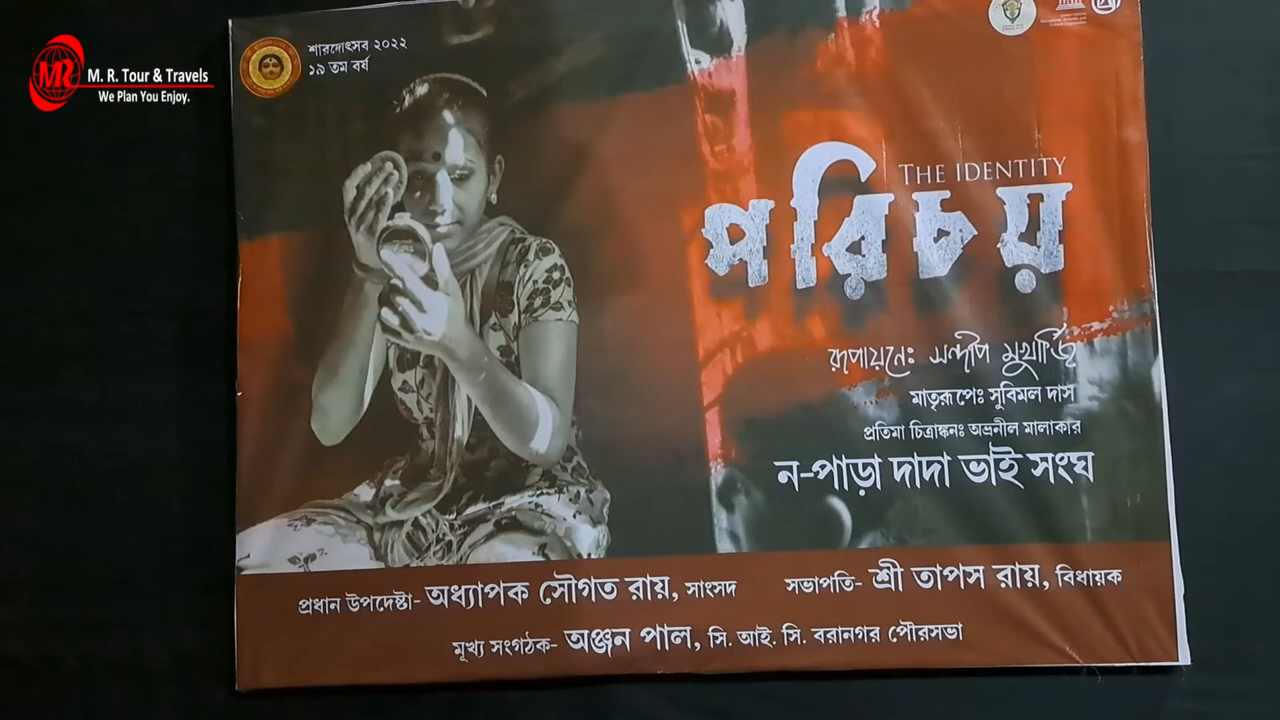 M. R. Tour & Travels
We Plan You Enjoy.
শারদোৎসব ২০২২
১৯ তম বর্ষ
THE IDENTITY
পরিচয়
রূপায়নেঃ সন্দীপ মুখার্জি
মাতৃরূপেঃ সুবিমল দাস
প্রতিমা চিত্রাঙ্কনঃ অভ্রনীল মালাকার
ন-পাড়া দাদা ভাই সংঘ
প্রধান উপদেষ্টা- অধ্যাপক সৌগত রায়, সাংসদ
সভাপতি- শ্রী তাপস রায়, বিধায়ক
মূখ্য সংগঠক- অঞ্জন পাল, সি. আই. সি. বরানগর পৌরসভা